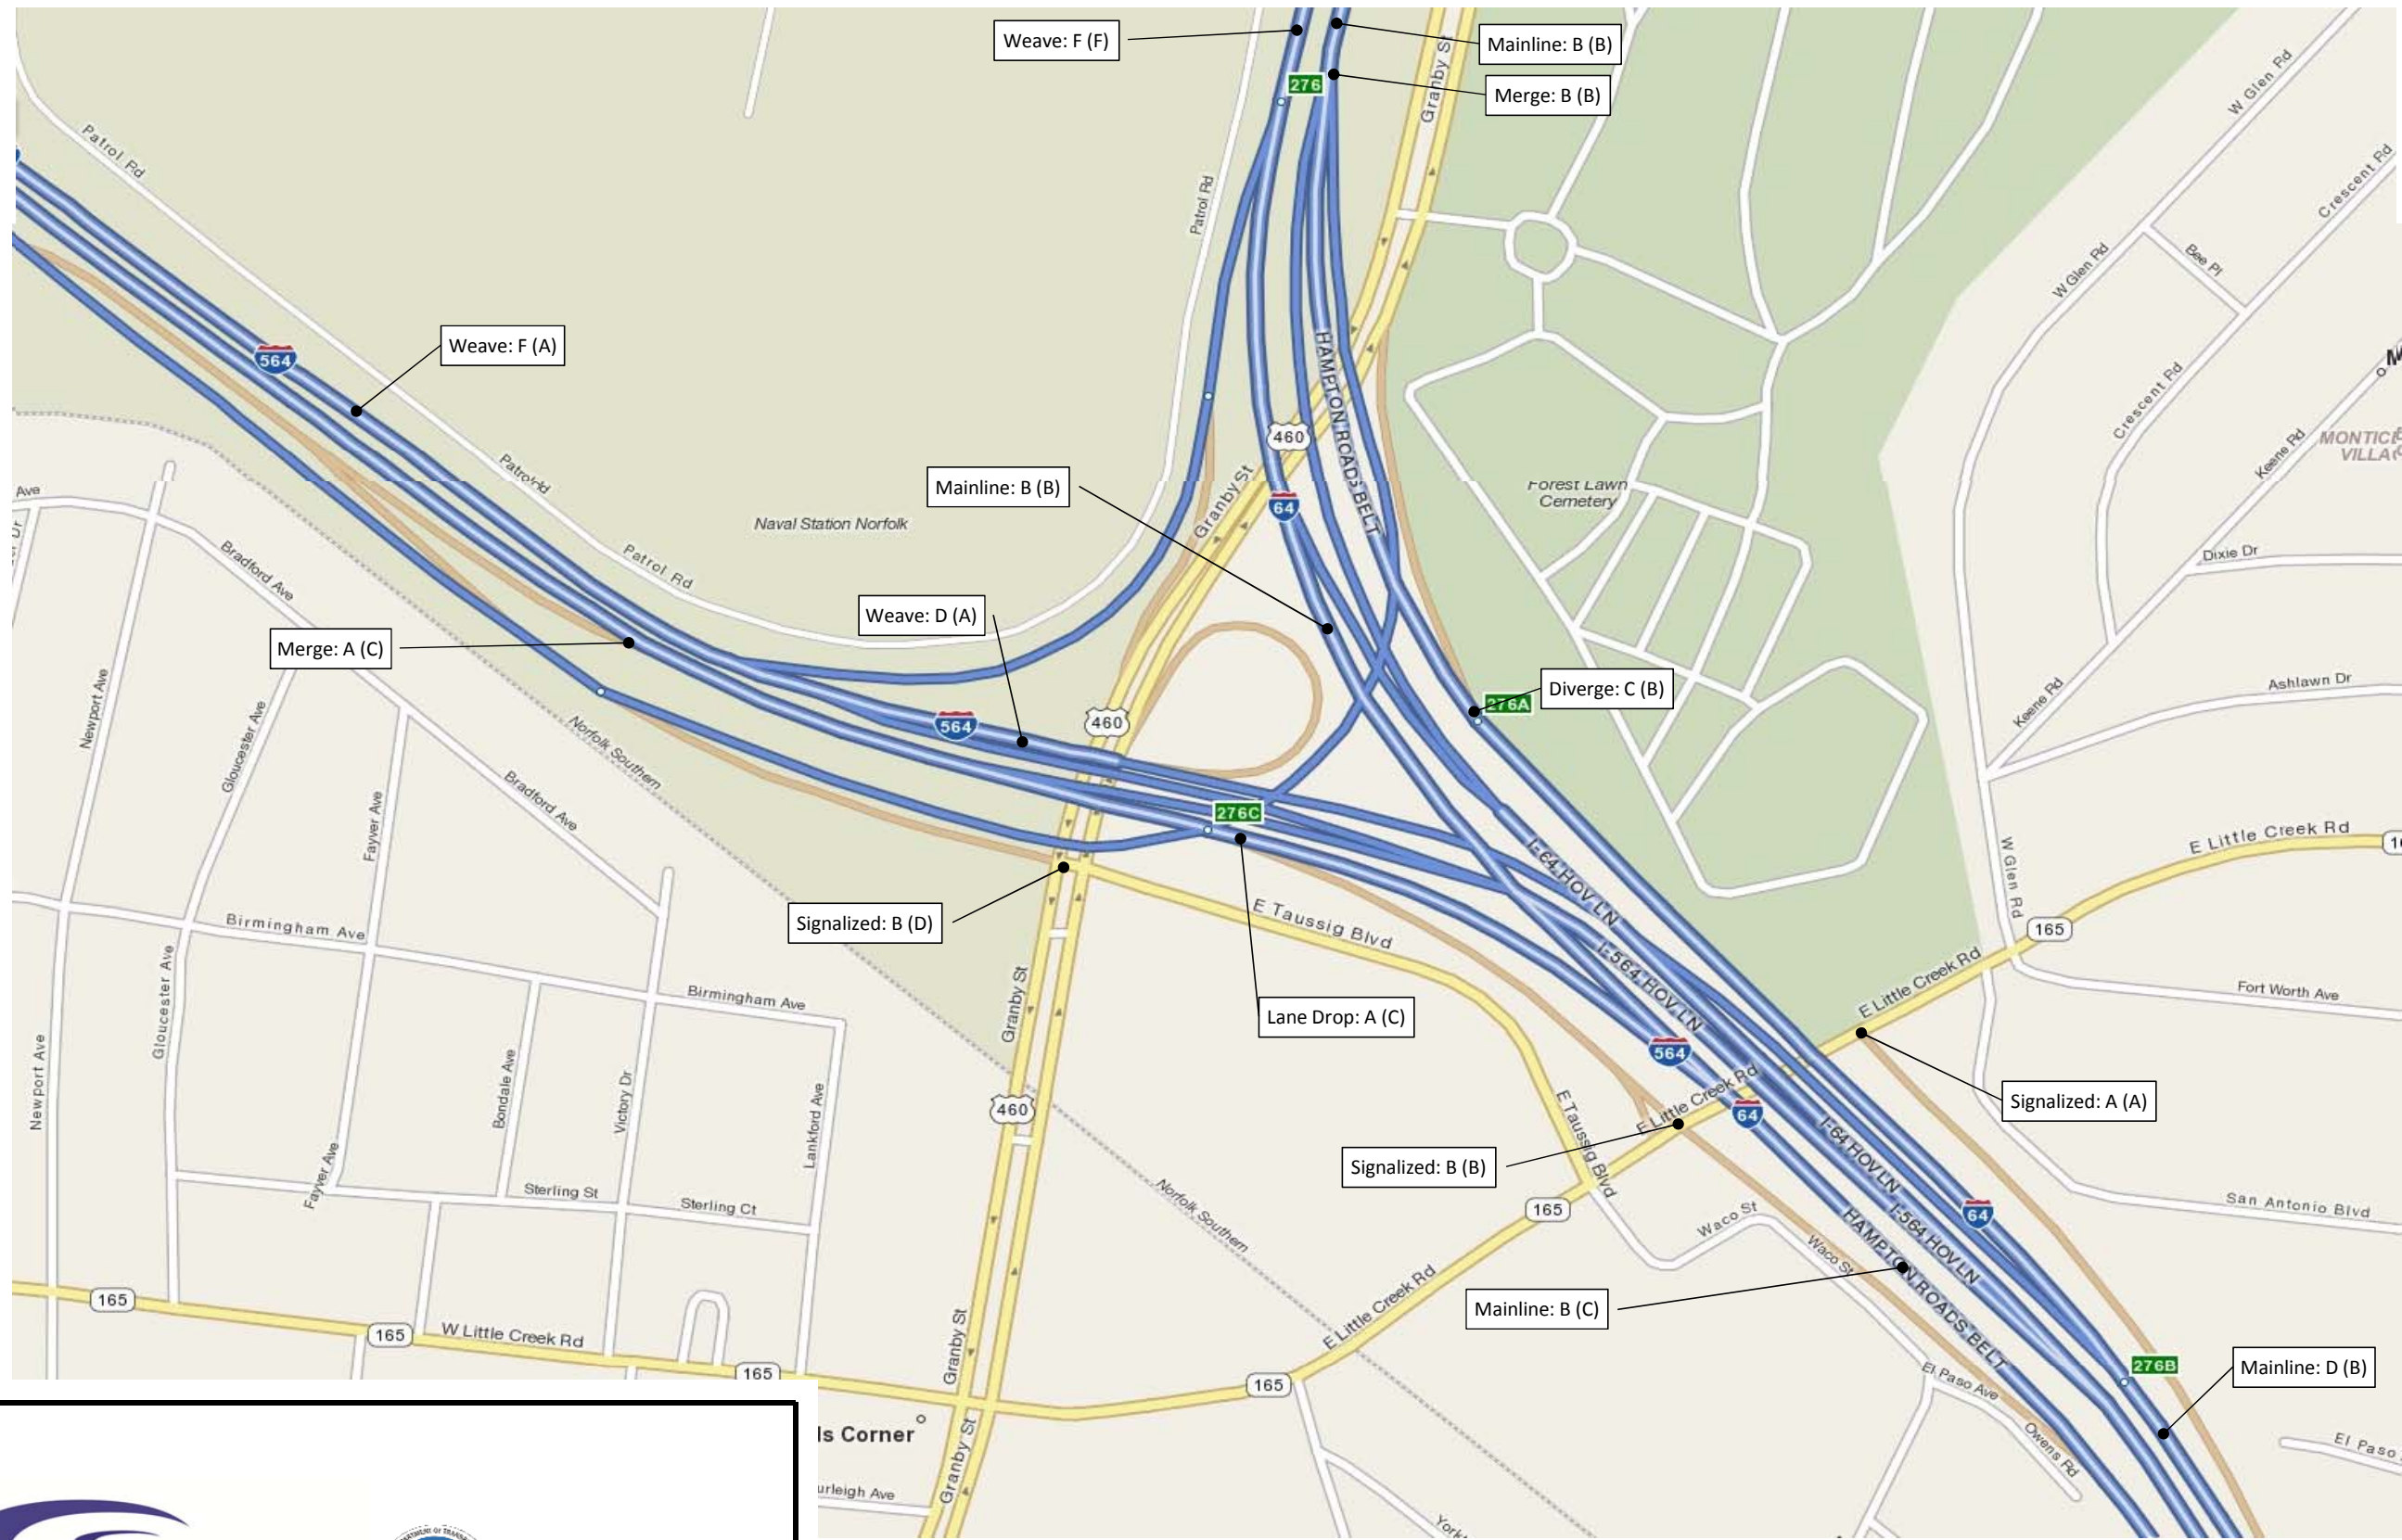 Weave: F (F)
Mainline: B (B)
276
Merge: B (B)
Granby St
W Glen Rd
Patrol Rd
Crescent Rd
Patrol Rd
W Glen Rd
Bee Pl
Weave: F (A)
564
HAMPTON ROADS BELT
Crescent Rd
460
Keene Rd
Granby St
Mainline: B (B)
64
Forest Lawn
Cemetery
Ave
Naval Station Norfolk
Patrol Rd
Bradford Ave
Dixie Dr
Weave: D (A)
Merge: A (C)
Diverge: C (B)
276A
Ashlawn Dr
Keene Rd
Newport Ave
Gloucester Ave
Norfolk Southern
564
460
Fayver Ave
Bradford Ave
276C
E Little Creek Rd
I-64 HOV LN
W Glen Rd
Signalized: B (D)
E Taussig Blvd
165
Birmingham Ave
I-564 HOV LN
Gloucester Ave
Birmingham Ave
Granby St
Lane Drop: A (C)
E Little Creek Rd
Fort Worth Ave
564
Newport Ave
Bondale Ave
Victory Dr
Lankford Ave
460
E Little Creek Rd
64
Signalized: A (A)
E Taussig Blvd
Signalized: B (B)
I-64 HOV LN
Fayver Ave
Sterling St
Sterling Ct
Norfolk Southern
165
Waco St
Waco St
64
San Antonio Blvd
I-564 HOV LN
HAMPTON ROADS BELT
165
165
W Little Creek Rd
165
Granby St
E Little Creek Rd
165
Mainline: B (C)
276B
Mainline: D (B)
El Paso Ave
Owens Rd
El Paso
ls Corner
Granby St
urleigh Ave